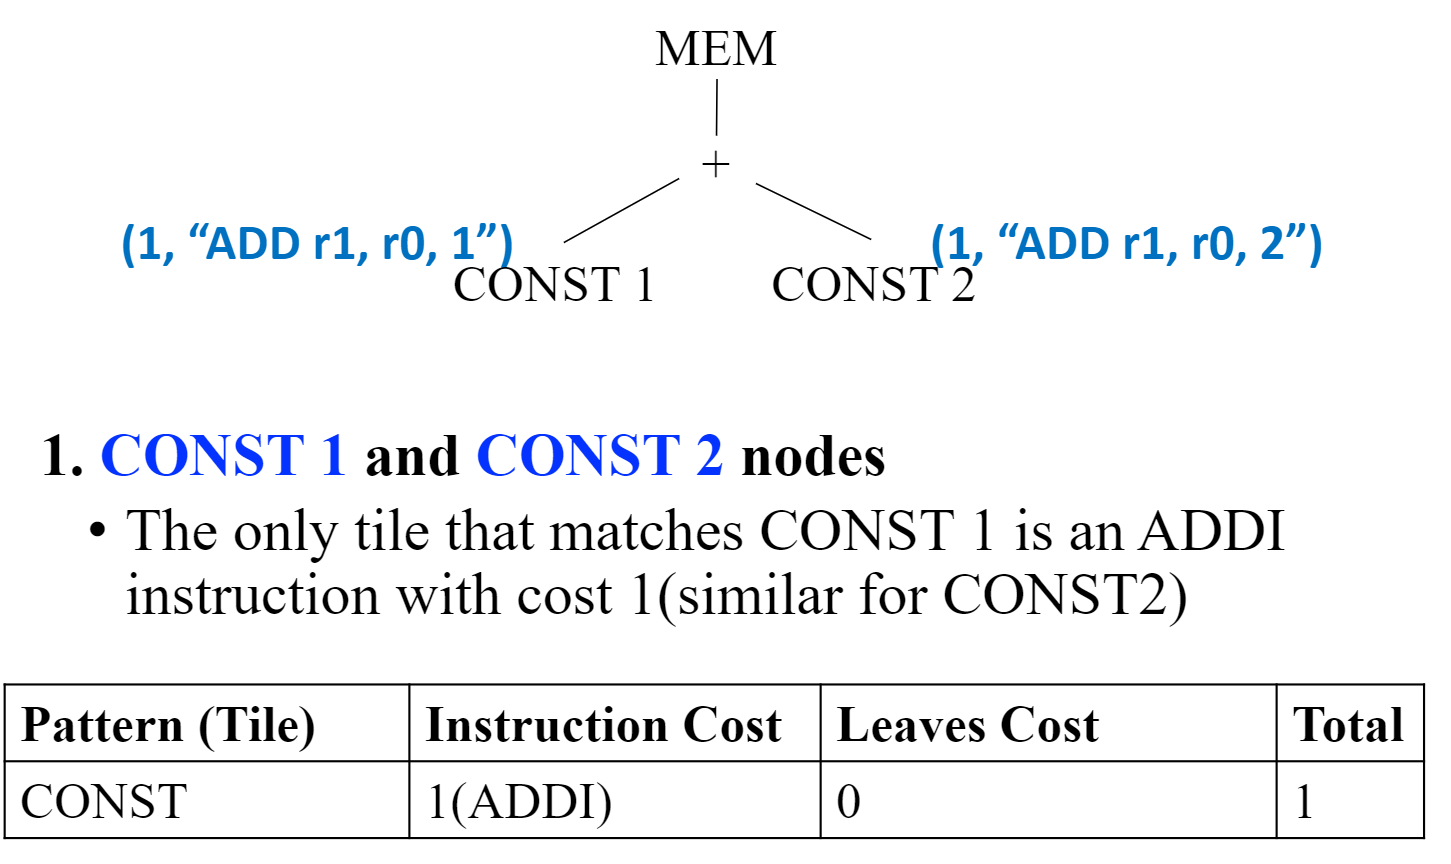 MEM
+
(1, “ADD r1, r0, 1”)
(1, “ADD r1, r0, 2”)
CONST 1
CONST 2
1. CONST 1 and CONST 2 nodes
• The only tile that matches CONST 1 is an ADDI
instruction with cost 1(similar for CONST2)
Pattern (Tile) Instruction Cost Leaves Cost Total
CONST 1(ADDI) 0 1